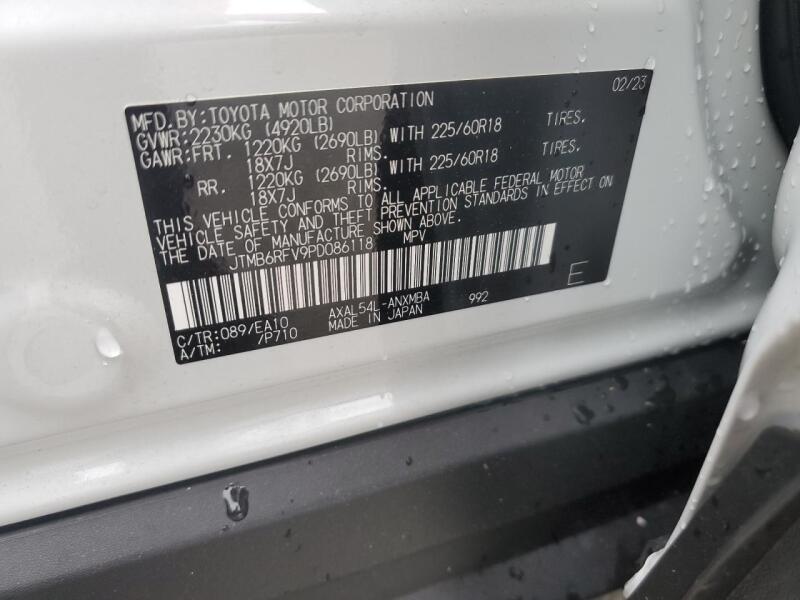 02/23
MFD.BY:TOYOTA MOTOR CORPORATION
GVWR:2230KG (4920LB)
GAWR:FRT. 1220KG (2690LB) WITH 225/60R18 TIRES.
18X7J RIMS.
RR. 1220KG (2690LB) WITH 225/60R18 TIRES.
18X7J RIMS.
THIS VEHICLE CONFORMS TO ALL APPLICABLE FEDERAL MOTOR
VEHICLE SAFETY AND THEFT PREVENTION STANDARDS IN EFFECT ON
THE DATE OF MANUFACTURE SHOWN ABOVE.
JTMB6RFV9PD086118 MPV
C/TR:089/EA10 AXAL54L-ANXMBA 992 E
A/TM: /P710 MADE IN JAPAN